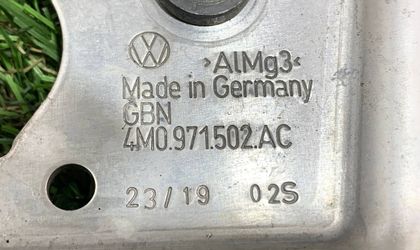 >AlMg3<
Made in Germany
GBN
4M0.971.502.AC
23/19 02S